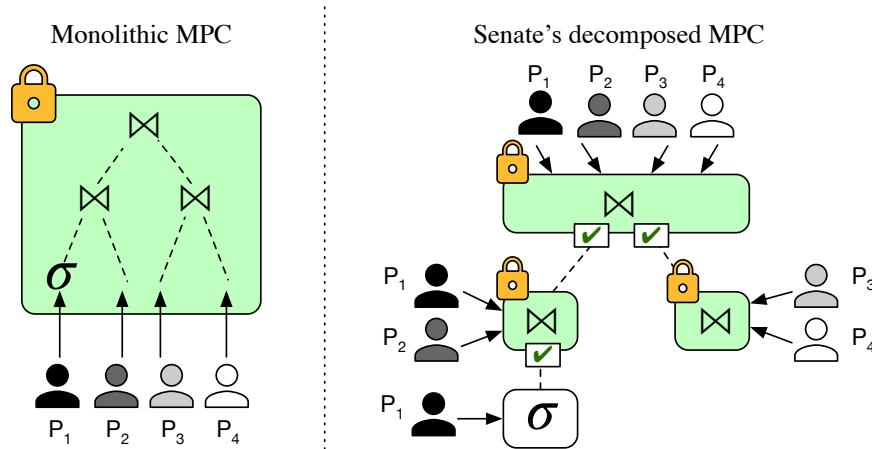 Monolithic MPC
σ
P1 P2 P3 P4
Senate's decomposed MPC
P1 P2 P3 P4
P1
P2
P3
P4
P1
σ